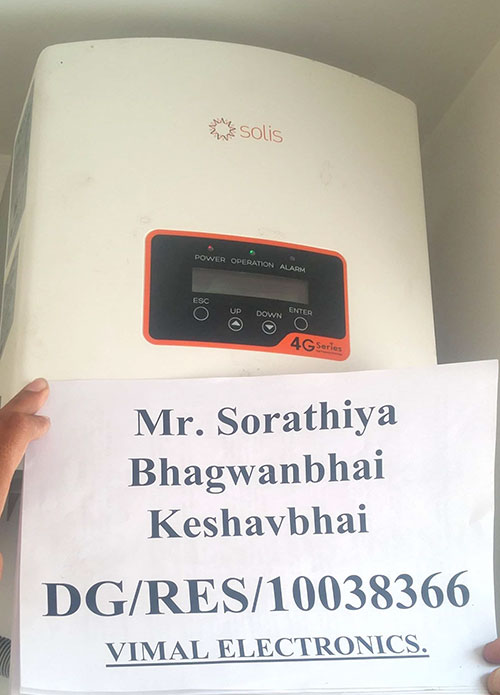 solis
POWER OPERATION ALARM
ESC UP DOWN ENTER
4G Series
Mr. Sorathiya
Bhagwanbhai
Keshavbhai
DG/RES/10038366
VIMAL ELECTRONICS.